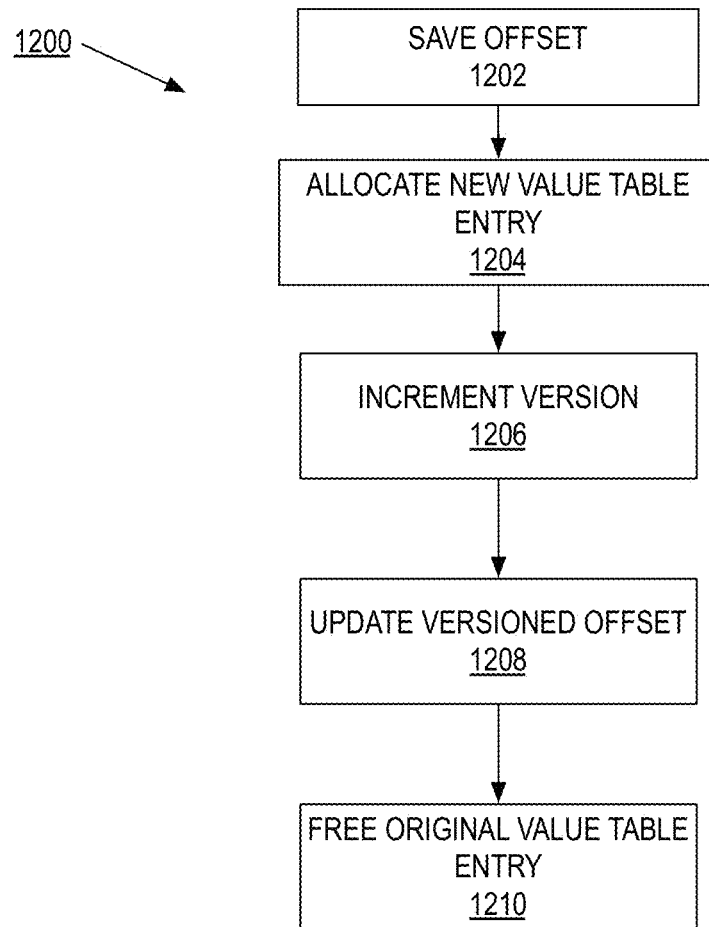 1200
SAVE OFFSET
1202
ALLOCATE NEW VALUE TABLE
ENTRY
1204
INCREMENT VERSION
1206
UPDATE VERSIONED OFFSET
1208
FREE ORIGINAL VALUE TABLE
ENTRY
1210